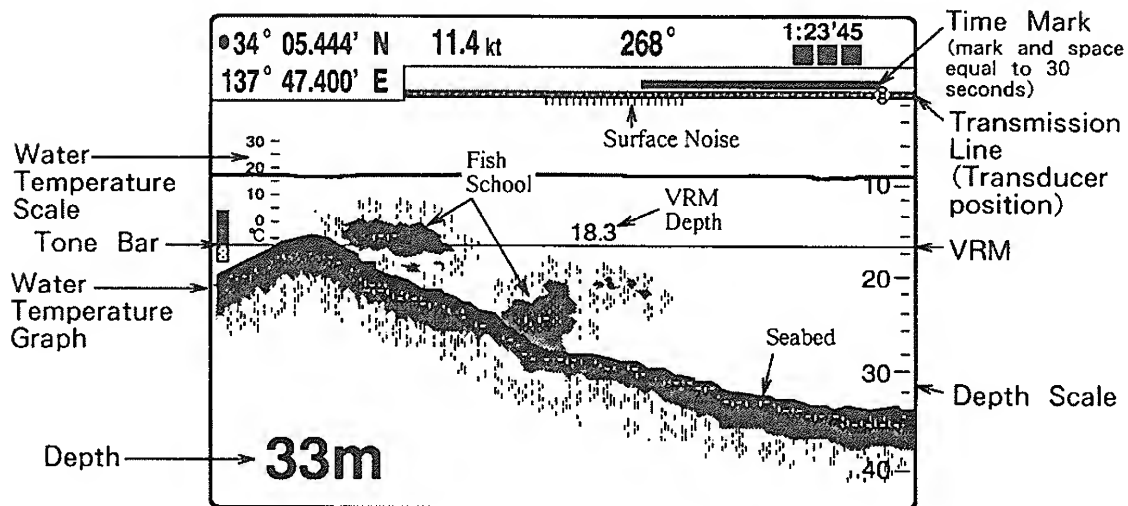 34° 05.444' N 11.4 kt 268° 1:23'45
137° 47.400' E
Time Mark
(mark and space
equal to 30
seconds)
Surface Noise
Transmission
Line
(Transducer
position)
Water
Temperature
Scale
30
20
10
0
°C
Fish
School
VRM
Depth
18.3
10
Tone Bar
VRM
20
Water
Temperature
Graph
Seabed
30
Depth Scale
Depth
33m
40